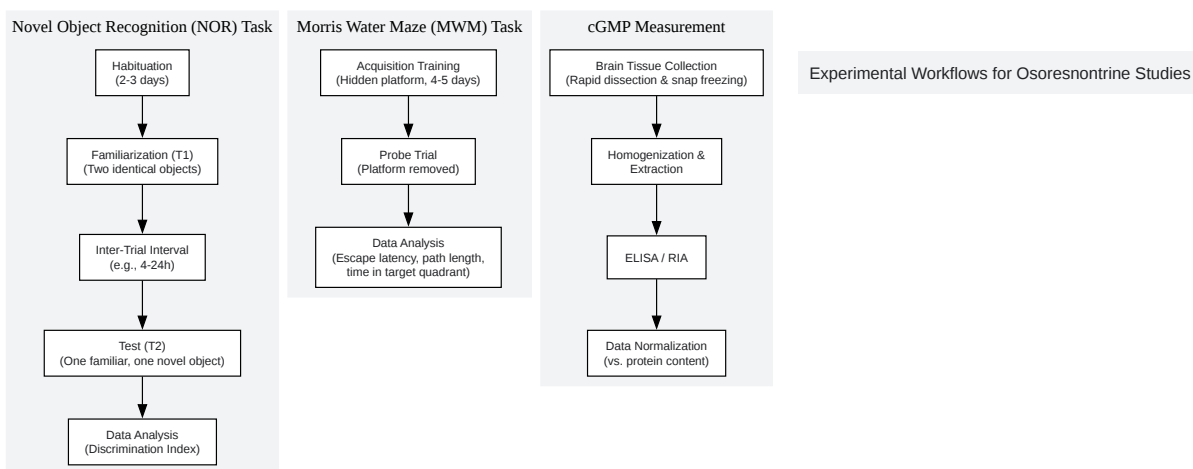 Novel Object Recognition (NOR) Task
Habituation
(2-3 days)
Familiarization (T1)
(Two identical objects)
Inter-Trial Interval
(e.g., 4-24h)
Test (T2)
(One familiar, one novel object)
Data Analysis
(Discrimination Index)
Morris Water Maze (MWM) Task
Acquisition Training
(Hidden platform, 4-5 days)
Probe Trial
(Platform removed)
Data Analysis
(Escape latency, path length,
time in target quadrant)
cGMP Measurement
Brain Tissue Collection
(Rapid dissection & snap freezing)
Homogenization &
Extraction
ELISA / RIA
Data Normalization
(vs. protein content)
Experimental Workflows for Osoresnontrine Studies